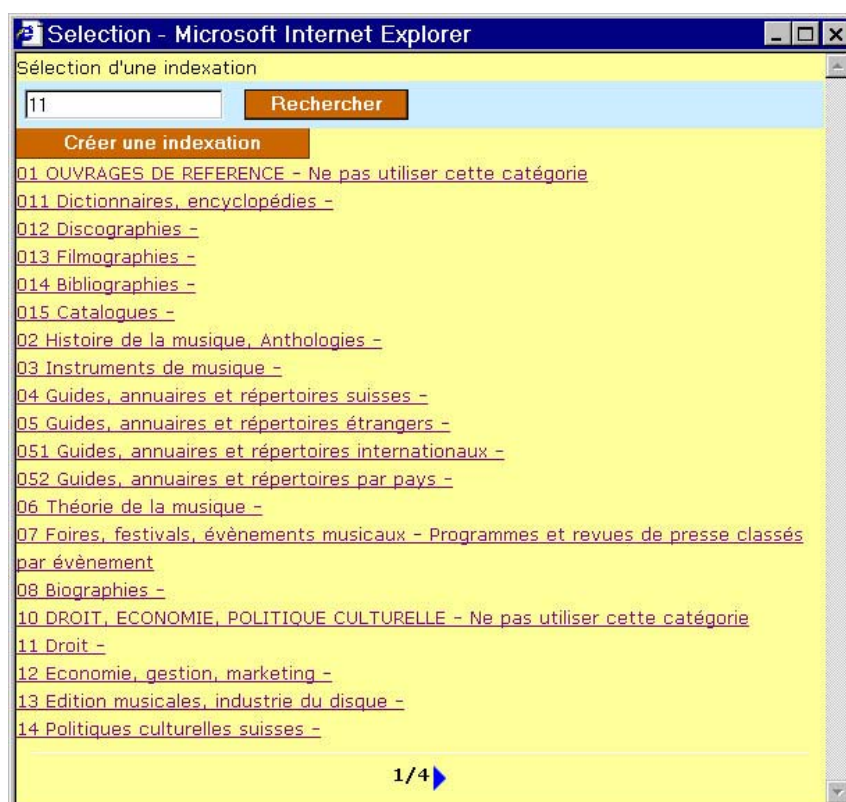 Selection - Microsoft Internet Explorer
Sélection d'une indexation
11 Rechercher
Créer une indexation
01 OUVRAGES DE REFERENCE - Ne pas utiliser cette catégorie
011 Dictionnaires, encyclopédies -
012 Discographies -
013 Filmographies -
014 Bibliographies -
015 Catalogues -
02 Histoire de la musique, Anthologies -
03 Instruments de musique -
04 Guides, annuaires et répertoires suisses -
05 Guides, annuaires et répertoires étrangers -
051 Guides, annuaires et répertoires internationaux -
052 Guides, annuaires et répertoires par pays -
06 Théorie de la musique -
07 Foires, festivals, évènements musicaux - Programmes et revues de presse classés
par évènement
08 Biographies -
10 DROIT, ECONOMIE, POLITIQUE CULTURELLE - Ne pas utiliser cette catégorie
11 Droit -
12 Economie, gestion, marketing -
13 Edition musicales, industrie du disque -
14 Politiques culturelles suisses -
1/4